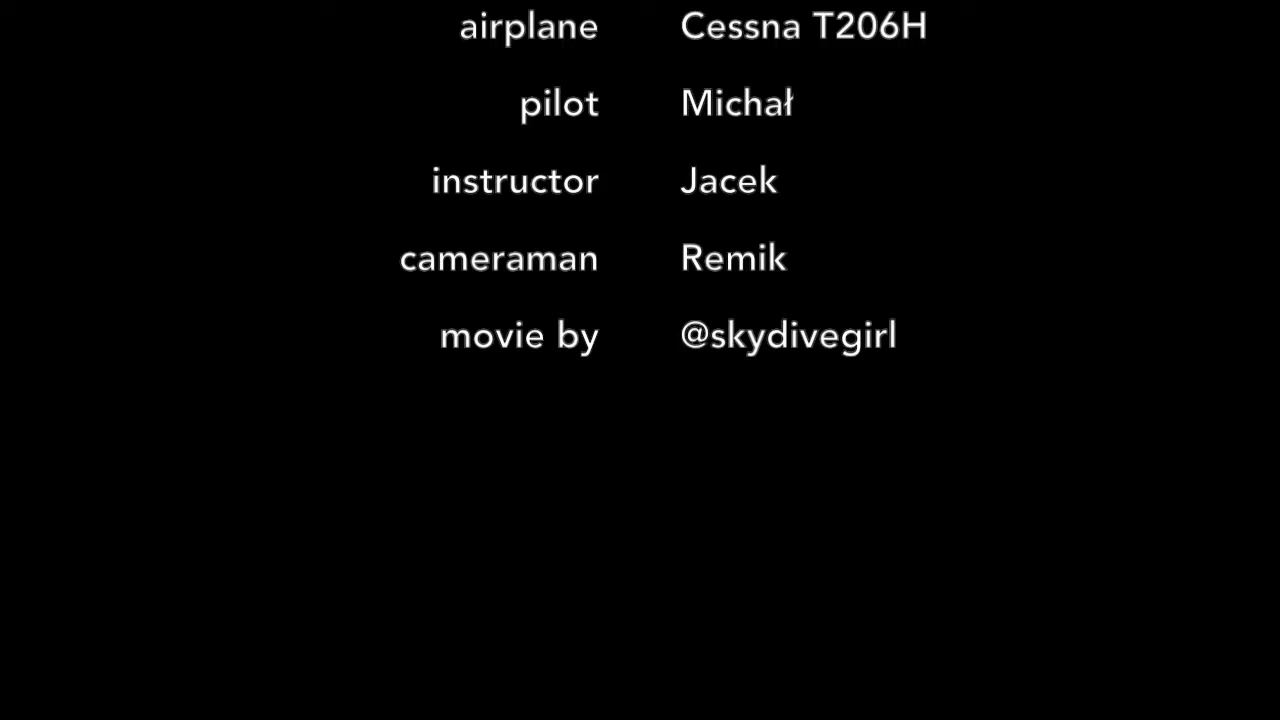 airplane Cessna T206H
pilot Michał
instructor Jacek
cameraman Remik
movie by @skydivegirl